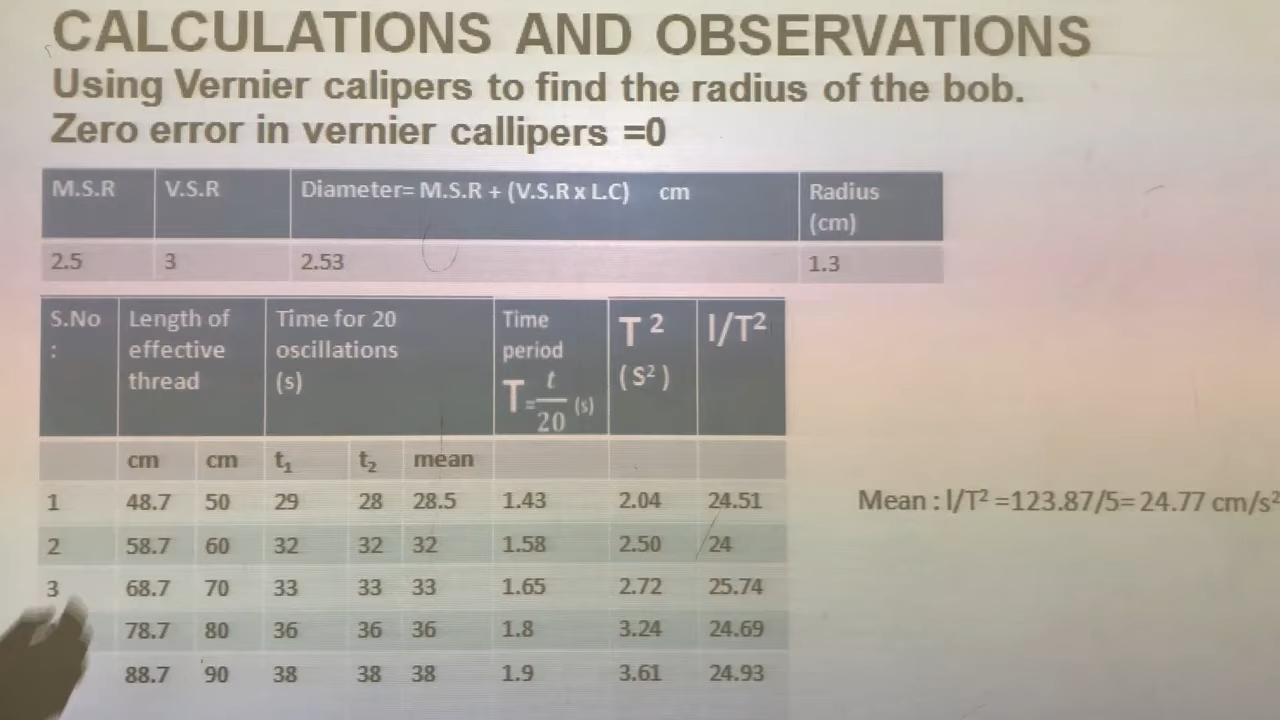 CALCULATIONS AND OBSERVATIONS
Using Vernier calipers to find the radius of the bob.
Zero error in vernier callipers =0
M.S.R V.S.R Diameter= M.S.R + (V.S.R x L.C) cm Radius (cm)
2.5 3 2.53 1.3
S.No : Length of effective thread Time for 20 oscillations (s) Time period T=t/20 (s) T² (S²) l/T²
cm cm t₁ t₂ mean
1 48.7 50 29 28 28.5 1.43 2.04 24.51
Mean : l/T² =123.87/5= 24.77 cm/s²
2 58.7 60 32 32 32 1.58 2.50 24
3 68.7 70 33 33 33 1.65 2.72 25.74
78.7 80 36 36 36 1.8 3.24 24.69
88.7 90 38 38 38 1.9 3.61 24.93